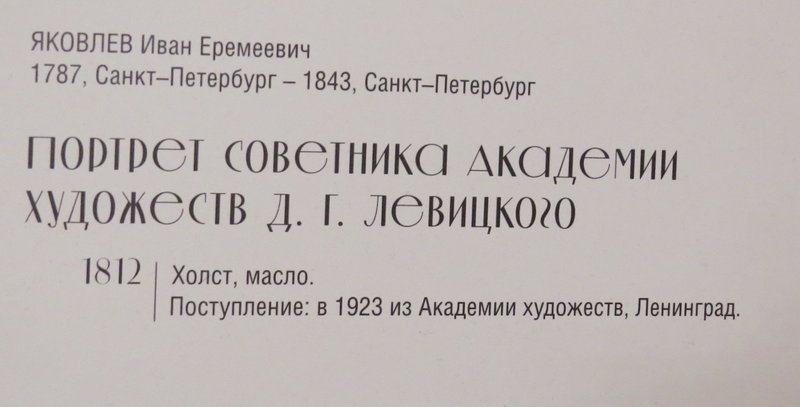 ЯКОВЛЕВ Иван Еремеевич
1787, Санкт–Петербург – 1843, Санкт–Петербург
ПОРТРЕТ СОВЕТНИКА АКАДЕМИИ
ХУДОЖЕСТВ Д. Г. ЛЕВИЦКОГО
1812 Холст, масло.
Поступление: в 1923 из Академии художеств, Ленинград.